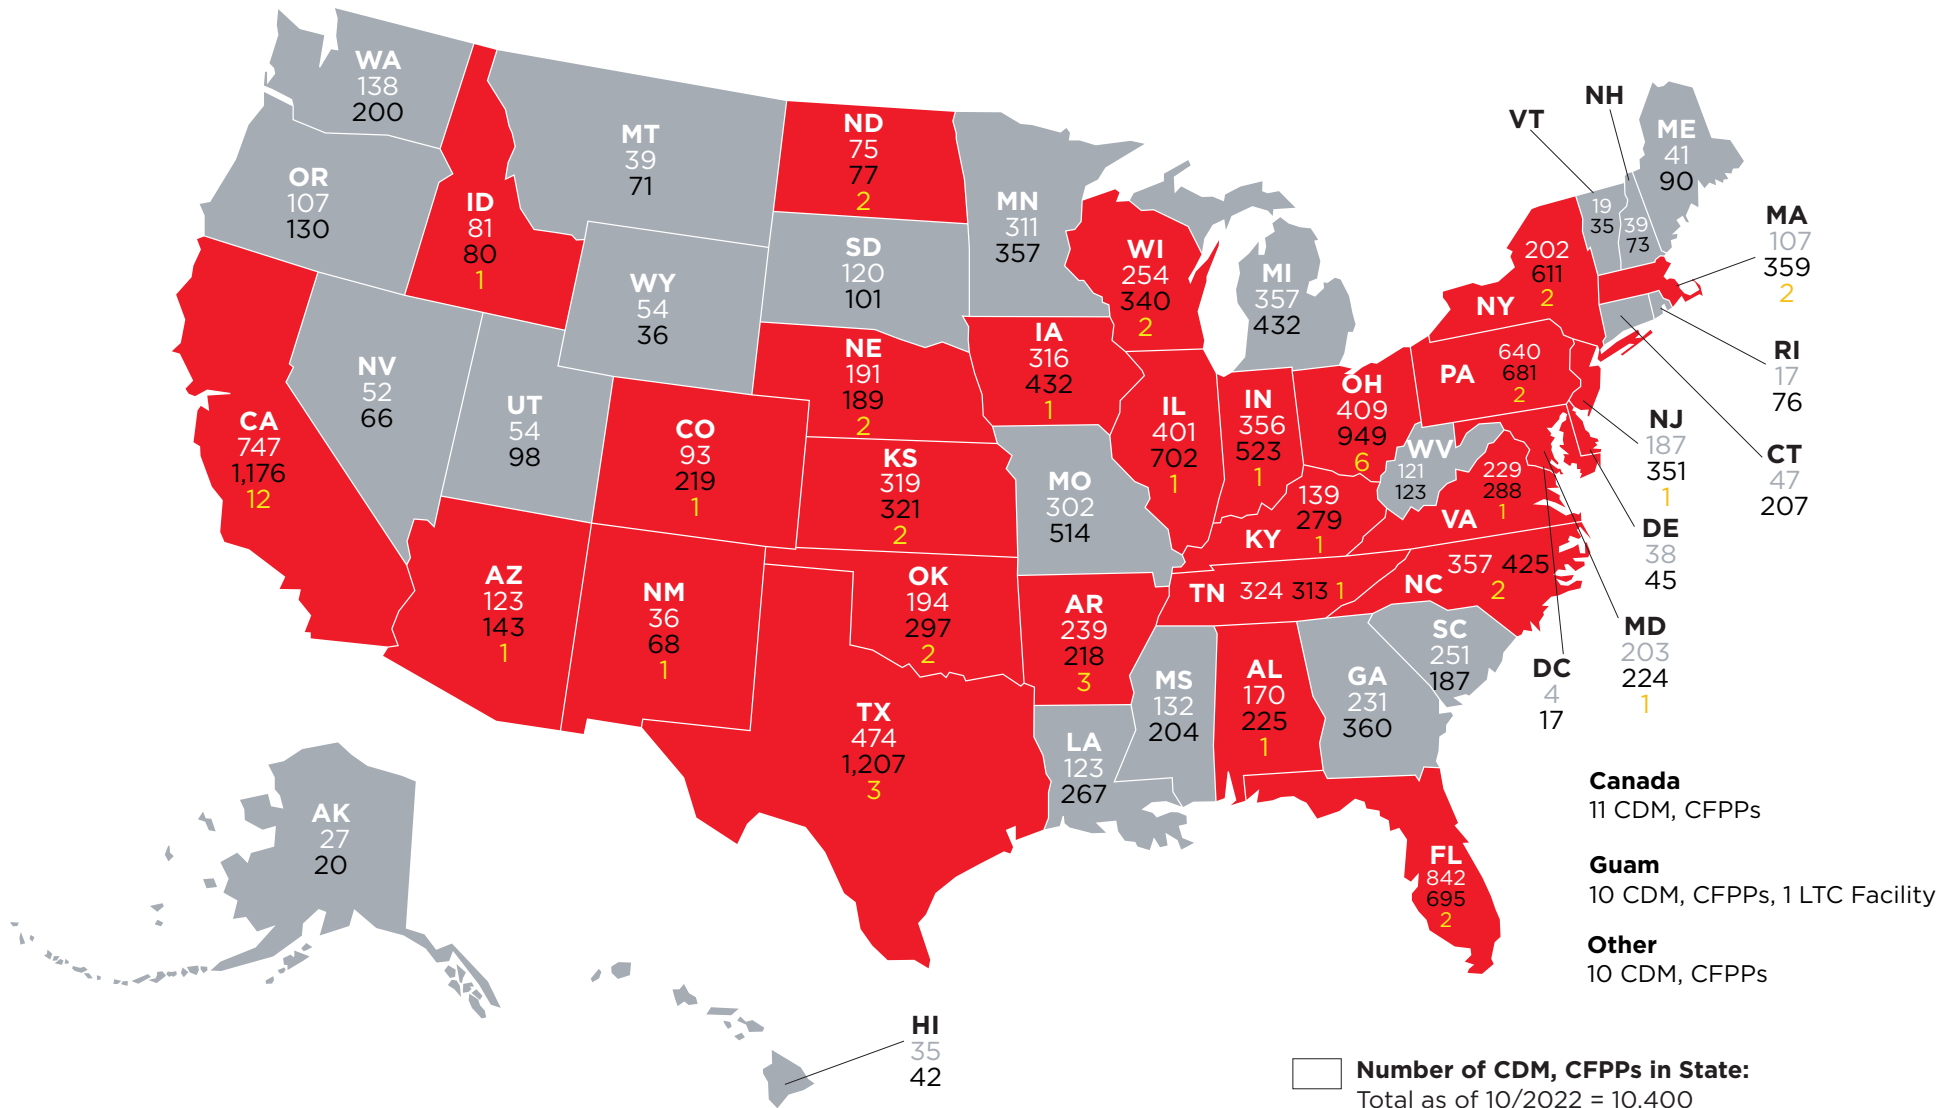 WA
138
200
OR
107
130
ID
81
80
1
MT
39
71
ND
75
77
2
MN
311
357
SD
120
101
WY
54
36
WI
254
340
2
MI
357
432
VT
19
35
NH
39
73
ME
41
90
MA
107
359
2
NY
202
611
2
RI
17
76
CT
47
207
PA
640
681
2
NJ
187
351
1
DE
38
45
MD
203
224
1
DC
4
17
CA
747
1,176
12
NV
52
66
UT
54
98
CO
93
219
1
NE
191
189
2
IA
316
432
1
IL
401
702
1
IN
356
523
1
OH
409
949
6
WV
121
123
VA
229
288
1
KY
139
279
1
KS
319
321
2
MO
302
514
AZ
123
143
1
NM
36
68
1
OK
194
297
2
AR
239
218
3
TN 324 313 1
NC 357 425
2
SC
251
187
GA
231
360
AL
170
225
1
MS
132
204
LA
123
267
TX
474
1,207
3
FL
842
695
2
AK
27
20
HI
35
42
Canada
11 CDM, CFPPs
Guam
10 CDM, CFPPs, 1 LTC Facility
Other
10 CDM, CFPPs
Number of CDM, CFPPs in State:
Total as of 10/2022 = 10,400